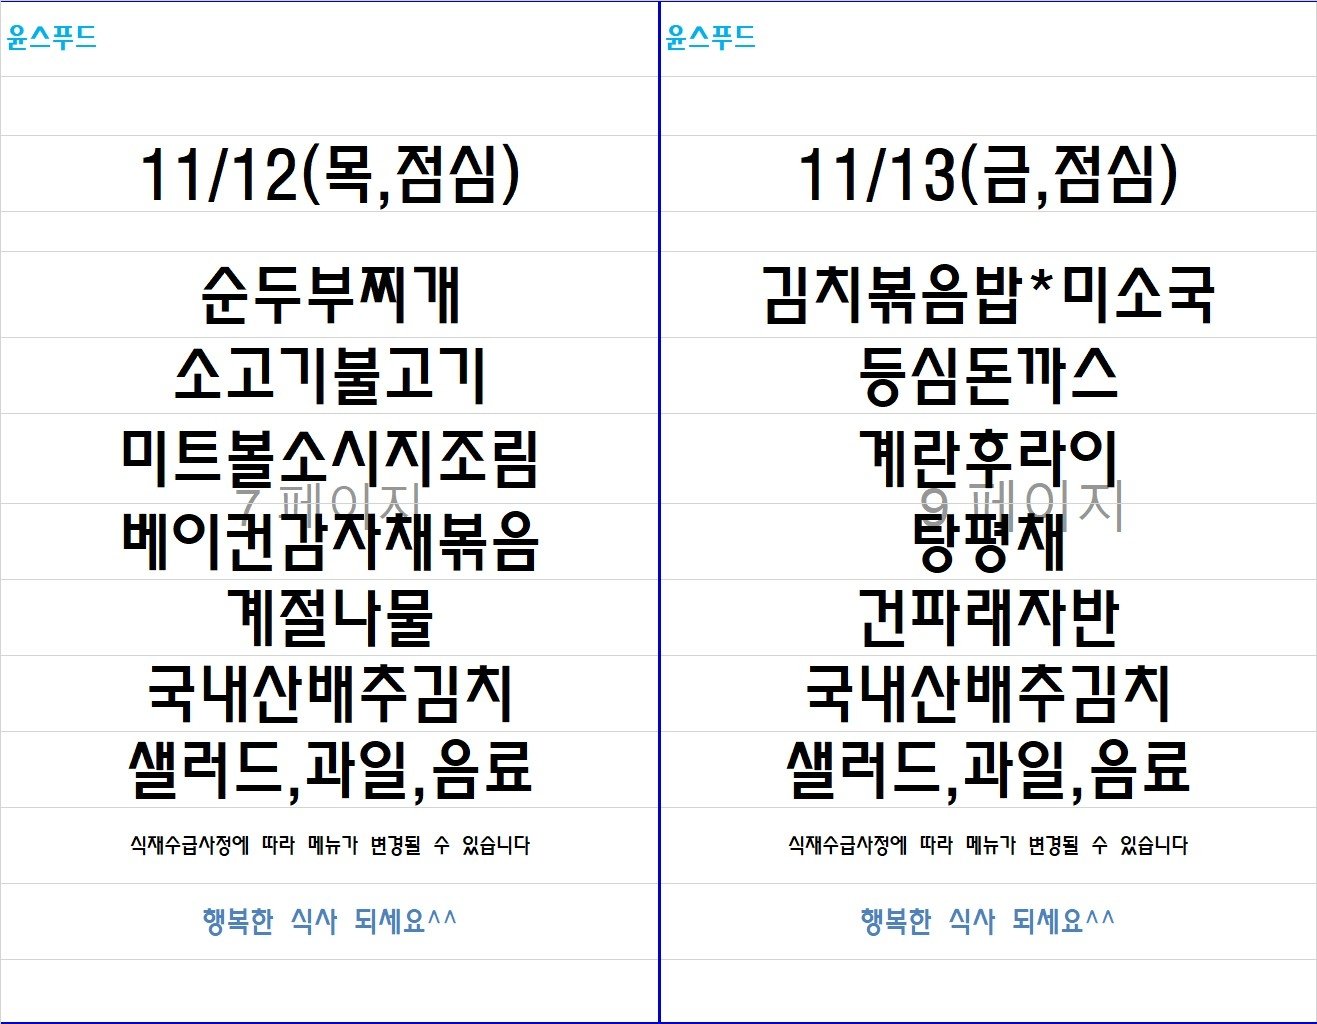 윤스푸드
11/12(목,점심)
순두부찌개
소고기불고기
미트볼소시지조림
7 페이지
베이컨감자채볶음
계절나물
국내산배추김치
샐러드,과일,음료
식재수급사정에 따라 메뉴가 변경될 수 있습니다
행복한 식사 되세요^^
윤스푸드
11/13(금,점심)
김치볶음밥*미소국
등심돈까스
계란후라이
9 페이지
탕평채
건파래자반
국내산배추김치
샐러드,과일,음료
식재수급사정에 따라 메뉴가 변경될 수 있습니다
행복한 식사 되세요^^